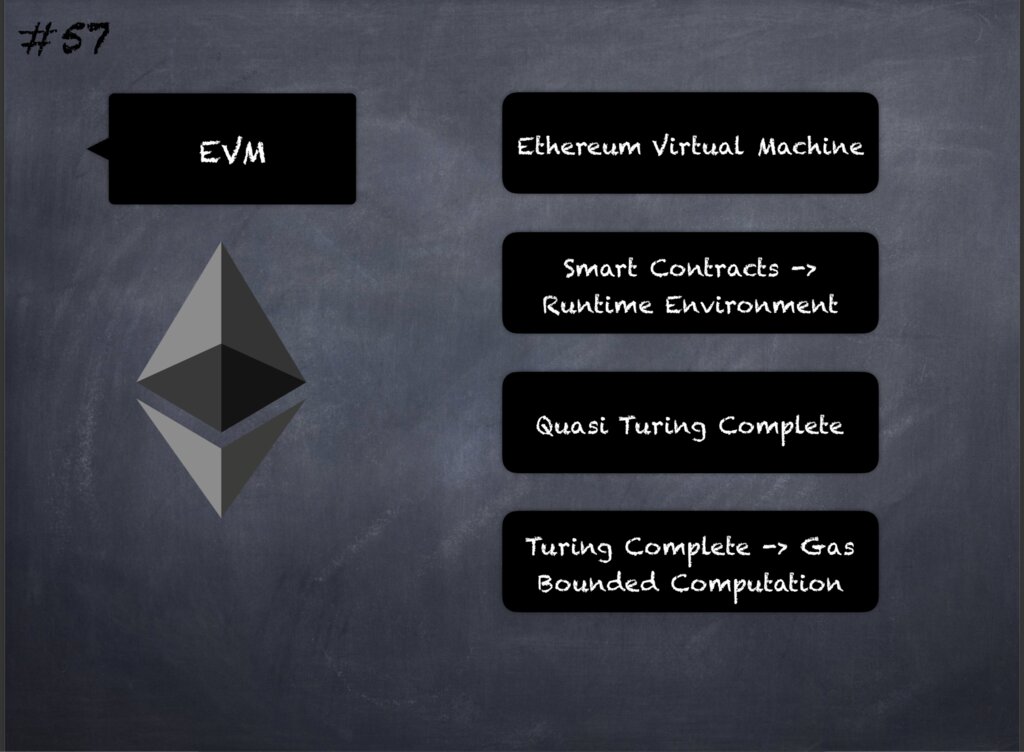 #57
EVM
Ethereum Virtual Machine
Smart Contracts ->
Runtime Environment
Quasi Turing Complete
Turing Complete -> Gas
Bounded Computation